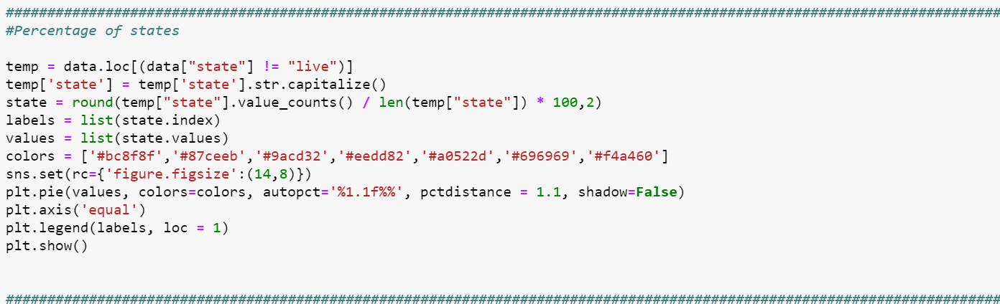 ########################################################################################################################
#Percentage of states
temp = data.loc[(data["state"] != "live")]
temp['state'] = temp['state'].str.capitalize()
state = round(temp["state"].value_counts() / len(temp["state"]) * 100,2)
labels = list(state.index)
values = list(state.values)
colors = ['#bc8f8f','#87ceeb','#9acd32','#eedd82','#a0522d','#696969','#f4a460']
sns.set(rc={'figure.figsize':(14,8)})
plt.pie(values, colors=colors, autopct='%1.1f%%', pctdistance = 1.1, shadow=False)
plt.axis('equal')
plt.legend(labels, loc = 1)
plt.show()
########################################################################################################################